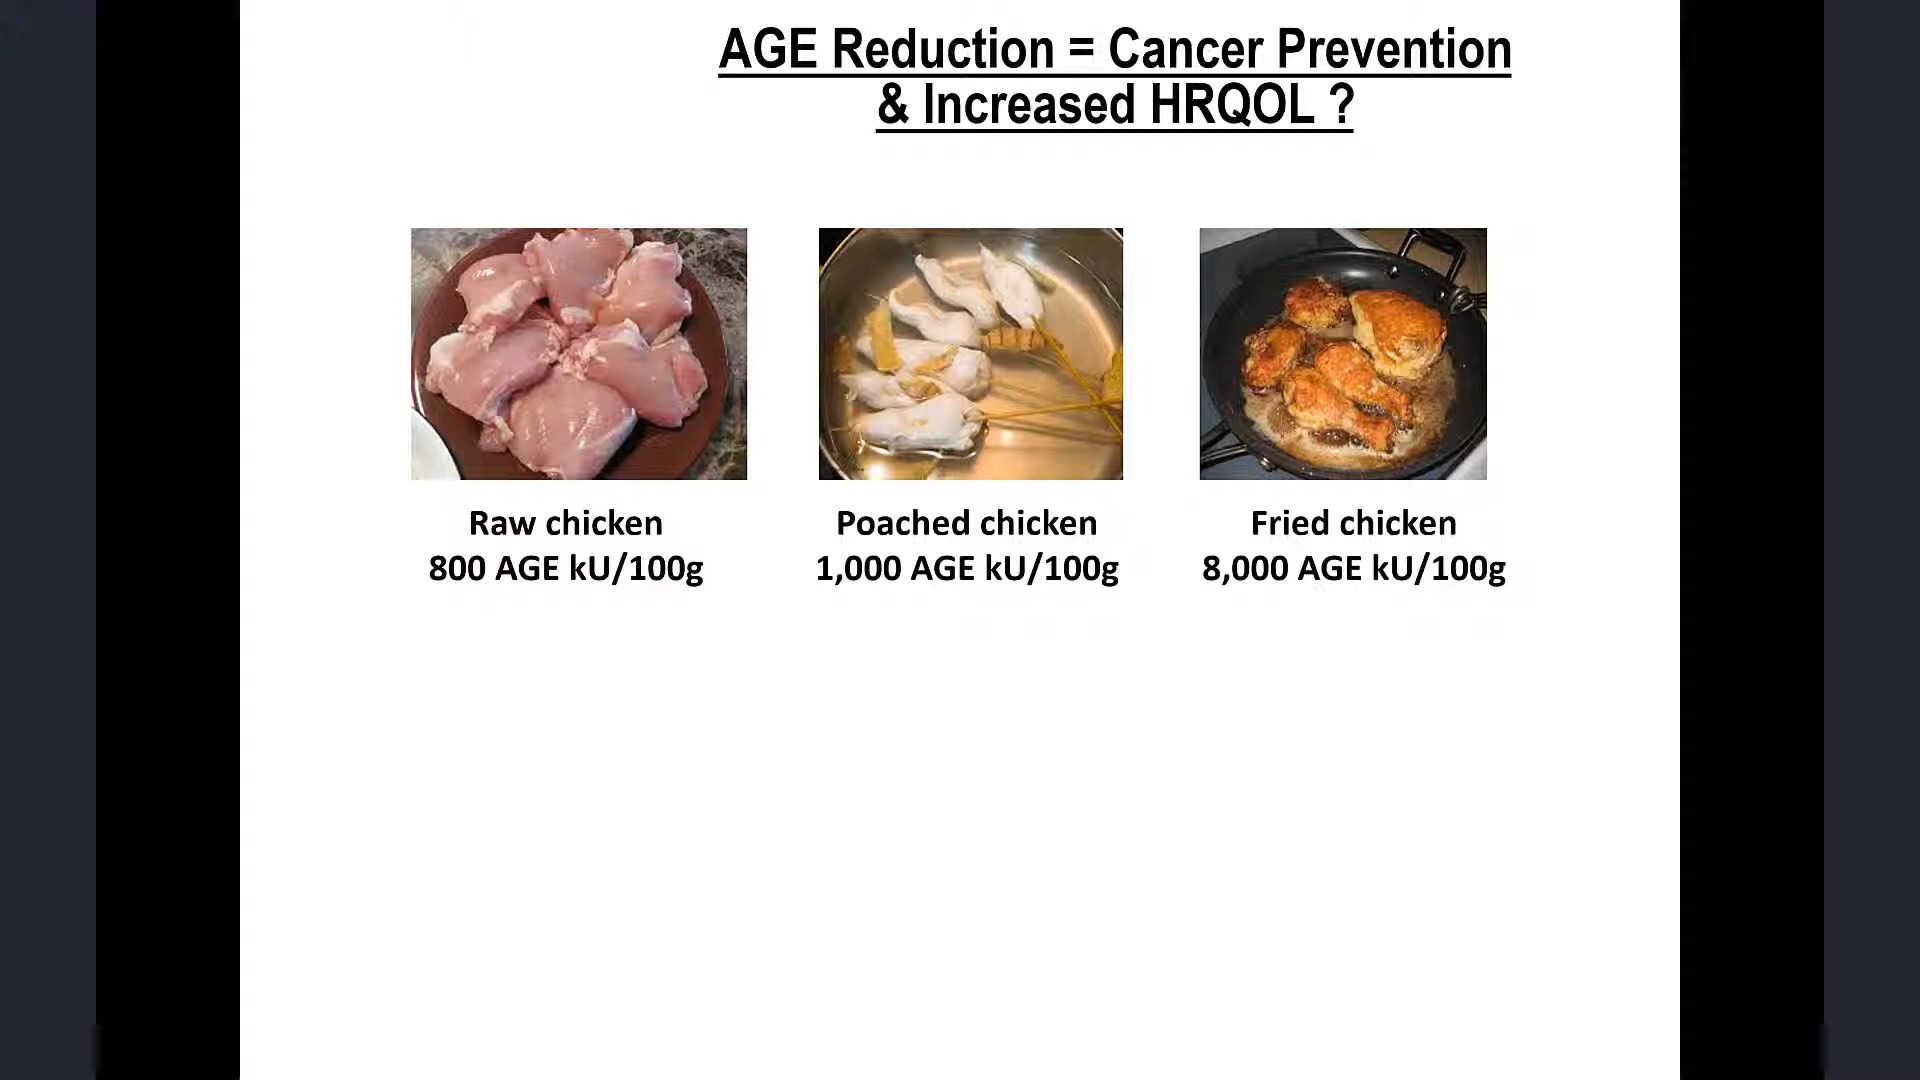 AGE Reduction = Cancer Prevention
& Increased HRQOL ?
Raw chicken
800 AGE kU/100g
Poached chicken
1,000 AGE kU/100g
Fried chicken
8,000 AGE kU/100g